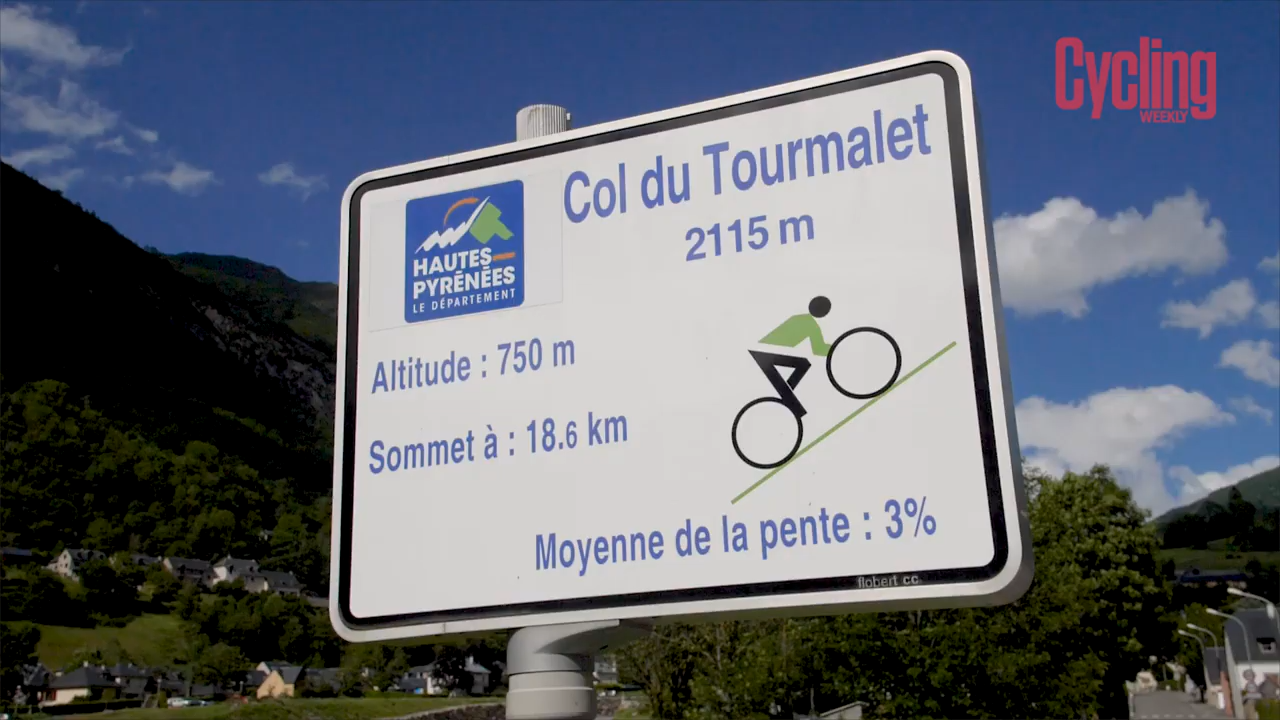 Cycling
WEEKLY
Col du Tourmalet
2115 m
HAUTES-
PYRÉNÉES
LE DÉPARTEMENT
Altitude : 750 m
Sommet à : 18.6 km
Moyenne de la pente : 3%
flobert cc